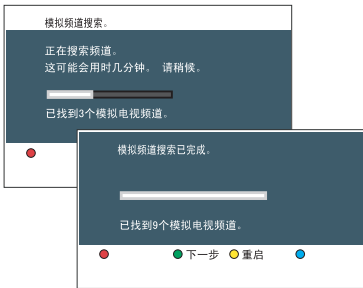 模拟频道搜索。
正在搜索频道。
这可能会用时几分钟。 请稍候。
已找到3个模拟电视频道。
模拟频道搜索已完成。
已找到9个模拟电视频道。
下一步 重启